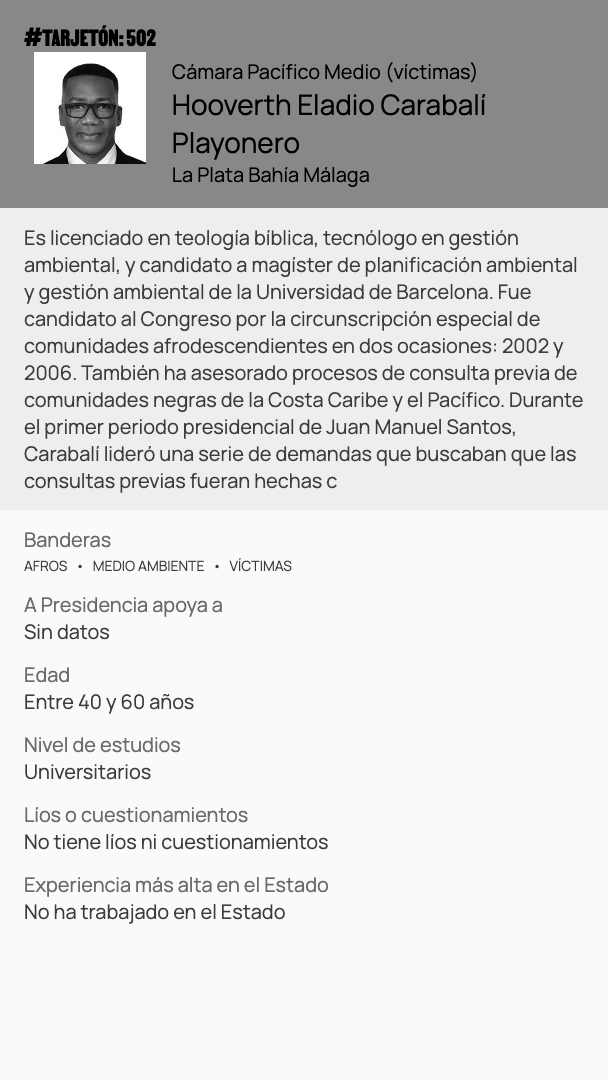 #TARJETÓN: 502
Cámara Pacífico Medio (víctimas)
Hooverth Eladio Carabalí
Playonero
La Plata Bahía Málaga
Es licenciado en teología bíblica, tecnólogo en gestión
ambiental, y candidato a magíster de planificación ambiental
y gestión ambiental de la Universidad de Barcelona. Fue
candidato al Congreso por la circunscripción especial de
comunidades afrodescendientes en dos ocasiones: 2002 y
2006. También ha asesorado procesos de consulta previa de
comunidades negras de la Costa Caribe y el Pacífico. Durante
el primer periodo presidencial de Juan Manuel Santos,
Carabalí lideró una serie de demandas que buscaban que las
consultas previas fueran hechas c
Banderas
AFROS • MEDIO AMBIENTE • VÍCTIMAS
A Presidencia apoya a
Sin datos
Edad
Entre 40 y 60 años
Nivel de estudios
Universitarios
Líos o cuestionamientos
No tiene líos ni cuestionamientos
Experiencia más alta en el Estado
No ha trabajado en el Estado